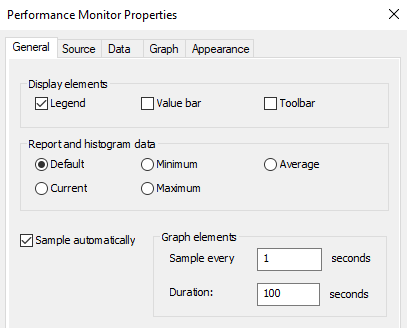 Performance Monitor Properties
General Source Data Graph Appearance
Display elements
Legend Value bar Toolbar
Report and histogram data
Default Minimum Average
Current Maximum
Sample automatically
Graph elements
Sample every 1 seconds
Duration: 100 seconds